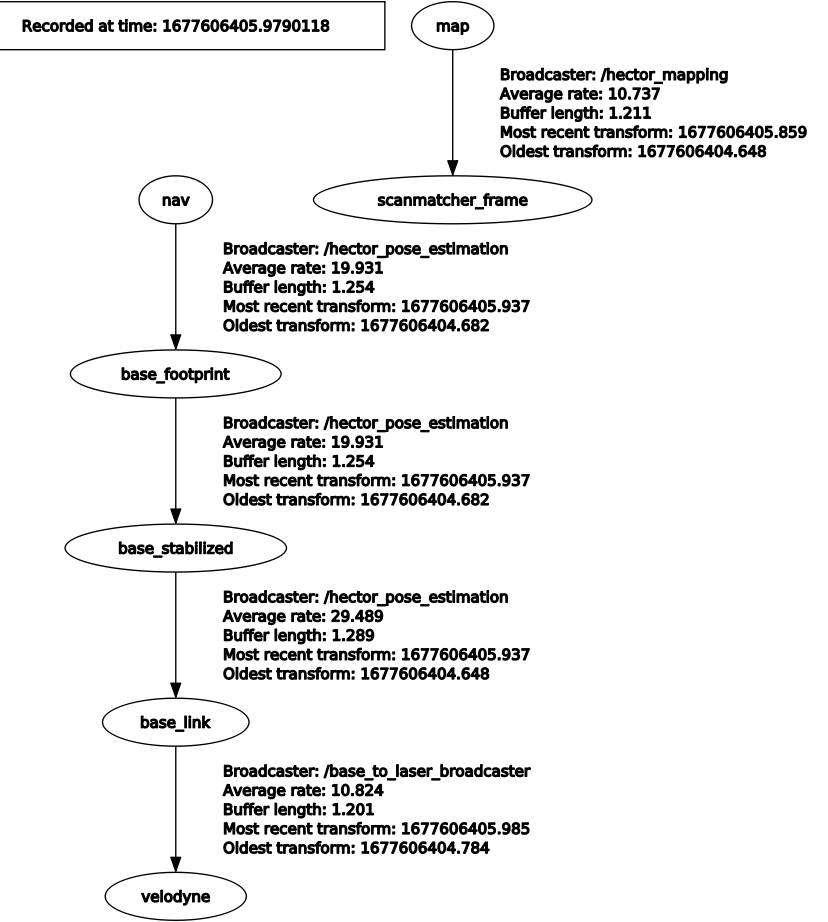 Recorded at time: 1677606405.9790118
map
Broadcaster: /hector_mapping
Average rate: 10.737
Buffer length: 1.211
Most recent transform: 1677606405.859
Oldest transform: 1677606404.648
nav
scanmatcher_frame
Broadcaster: /hector_pose_estimation
Average rate: 19.931
Buffer length: 1.254
Most recent transform: 1677606405.937
Oldest transform: 1677606404.682
base_footprint
Broadcaster: /hector_pose_estimation
Average rate: 19.931
Buffer length: 1.254
Most recent transform: 1677606405.937
Oldest transform: 1677606404.682
base_stabilized
Broadcaster: /hector_pose_estimation
Average rate: 29.489
Buffer length: 1.289
Most recent transform: 1677606405.937
Oldest transform: 1677606404.648
base_link
Broadcaster: /base_to_laser_broadcaster
Average rate: 10.824
Buffer length: 1.201
Most recent transform: 1677606405.985
Oldest transform: 1677606404.784
velodyne